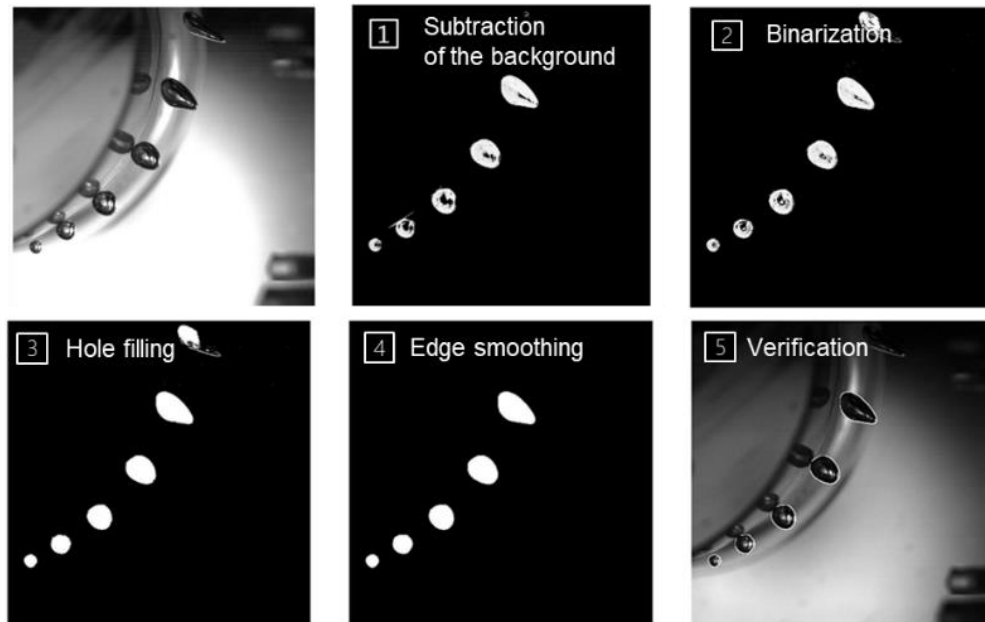 1 Subtraction
of the background
2 Binarization
3 Hole filling
4 Edge smoothing
5 Verification